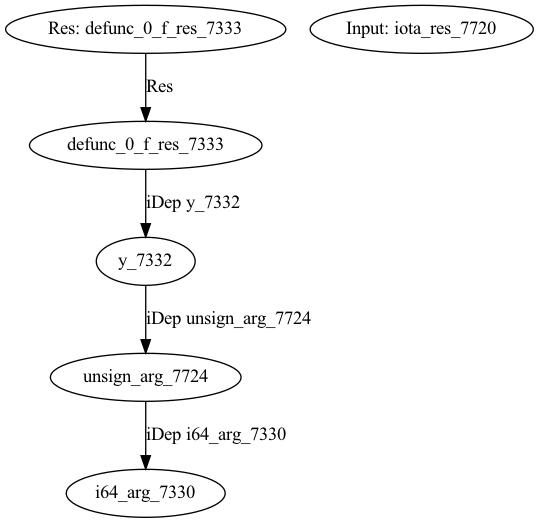 Res: defunc_0_f_res_7333
Input: iota_res_7720
Res
defunc_0_f_res_7333
iDep y_7332
y_7332
iDep unsign_arg_7724
unsign_arg_7724
iDep i64_arg_7330
i64_arg_7330